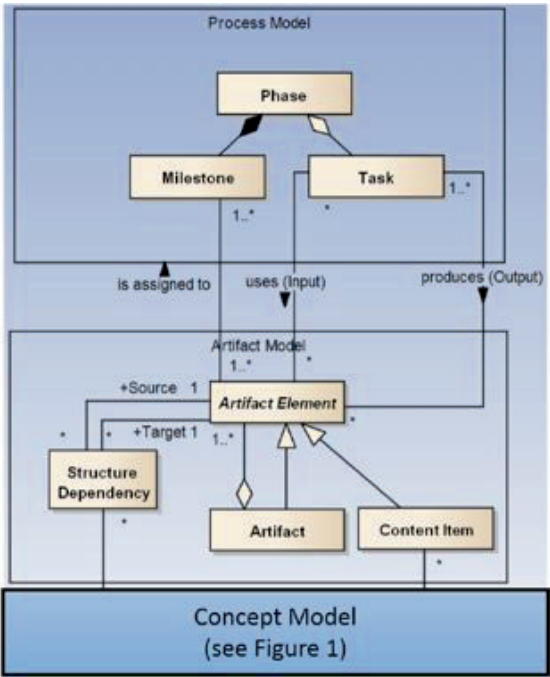 Process Model
Phase
Milestone
Task
1..*
*
1..*
is assigned to
uses (Input)
produces (Output)
Artifact Model
1..*
*
+Source 1
Artifact Element
*
*
*
+Target 1
1..*
Structure
Dependency
Artifact
Content Item
*
*
Concept Model
(see Figure 1)